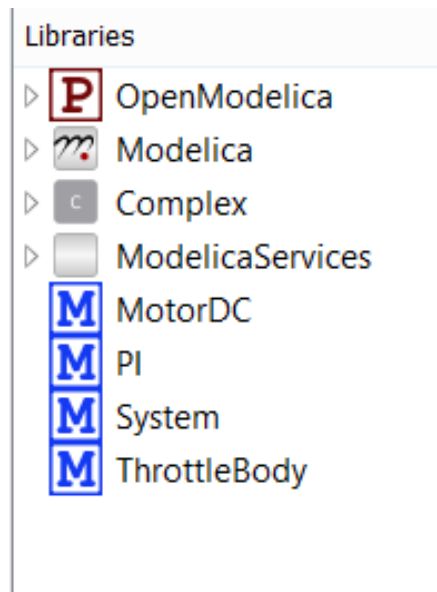 Libraries
P OpenModelica
m Modelica
C Complex
ModelicaServices
M MotorDC
M PI
M System
M ThrottleBody